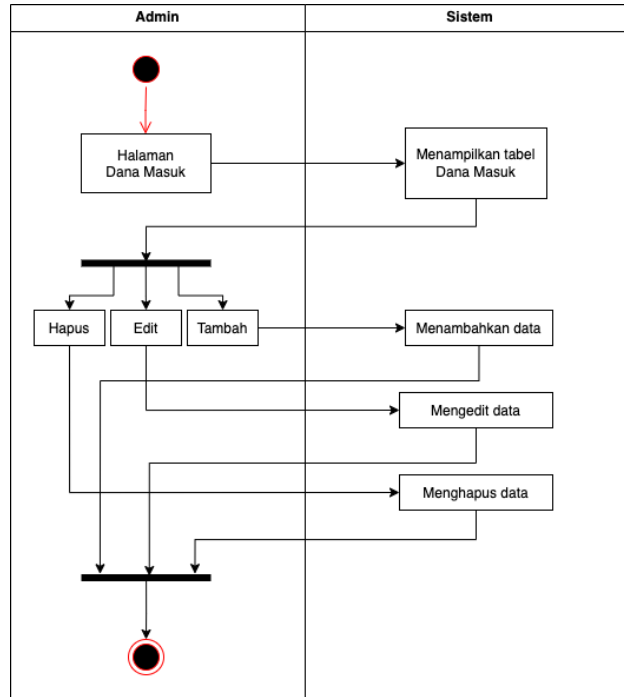 Admin
Sistem
Halaman
Dana Masuk
Menampilkan tabel
Dana Masuk
Hapus
Edit
Tambah
Menambahkan data
Mengedit data
Menghapus data